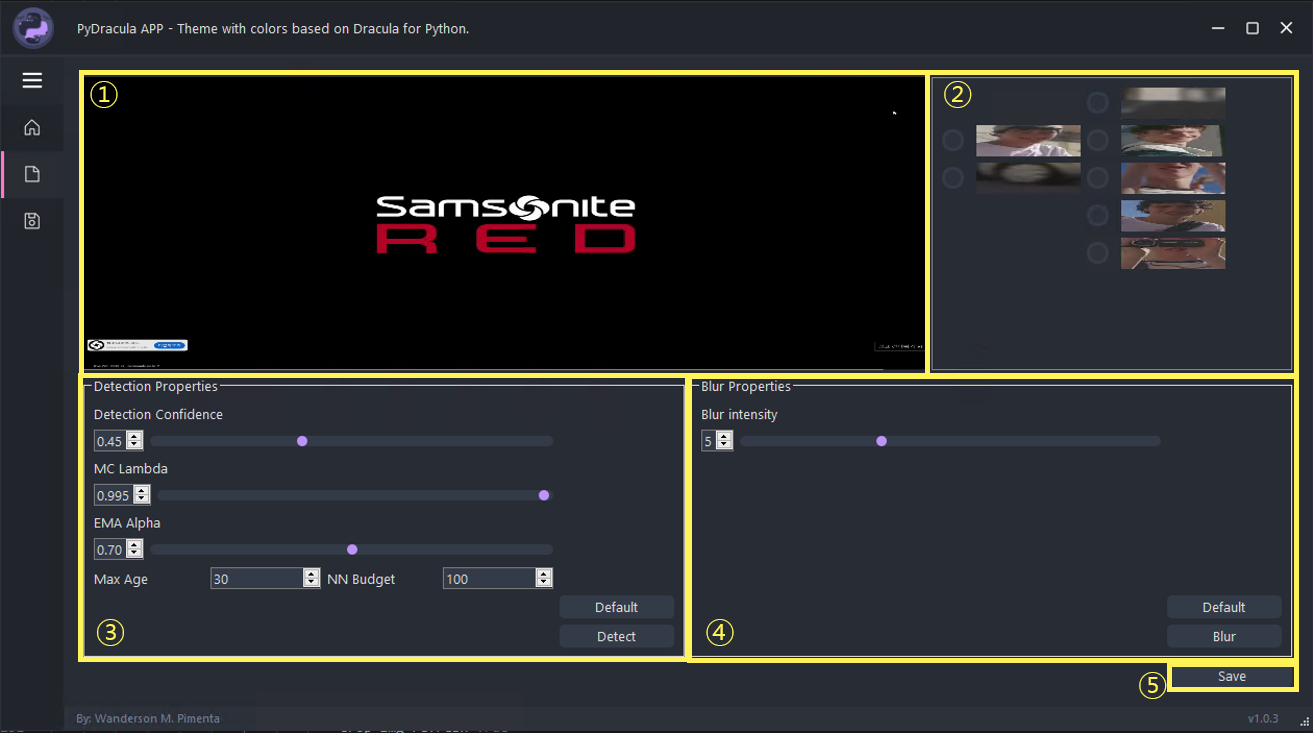 PyDracula APP - Theme with colors based on Dracula for Python.
①
②
Samsonite
RED
Detection Properties
Detection Confidence
0.45
MC Lambda
0.995
EMA Alpha
0.70
Max Age 30 NN Budget 100
Default
Detect
③
Blur Properties
Blur intensity
5
Default
Blur
④
⑤ Save
By: Wanderson M. Pimenta
v1.0.3